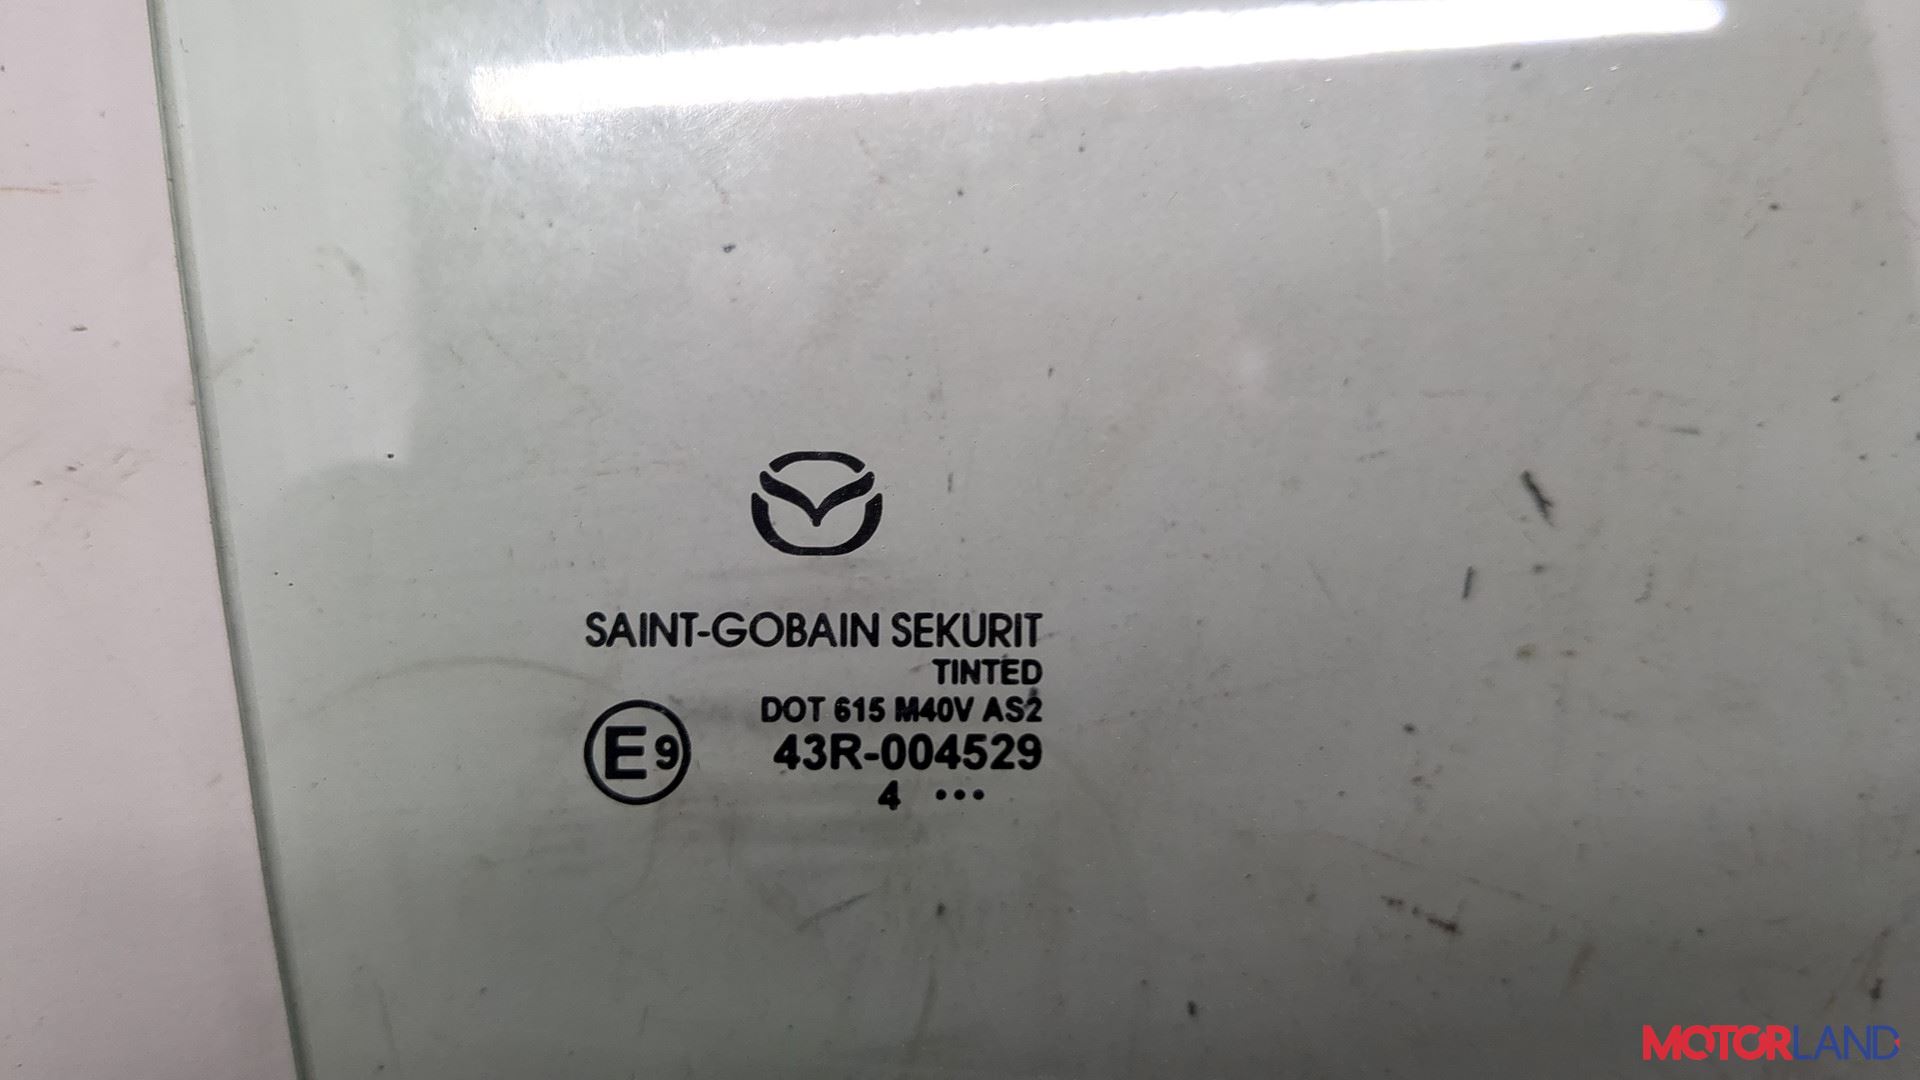 SAINT-GOBAIN SEKURIT
TINTED
DOT 615 M40V AS2
E9 43R-004529
4 •••
MOTORLAND